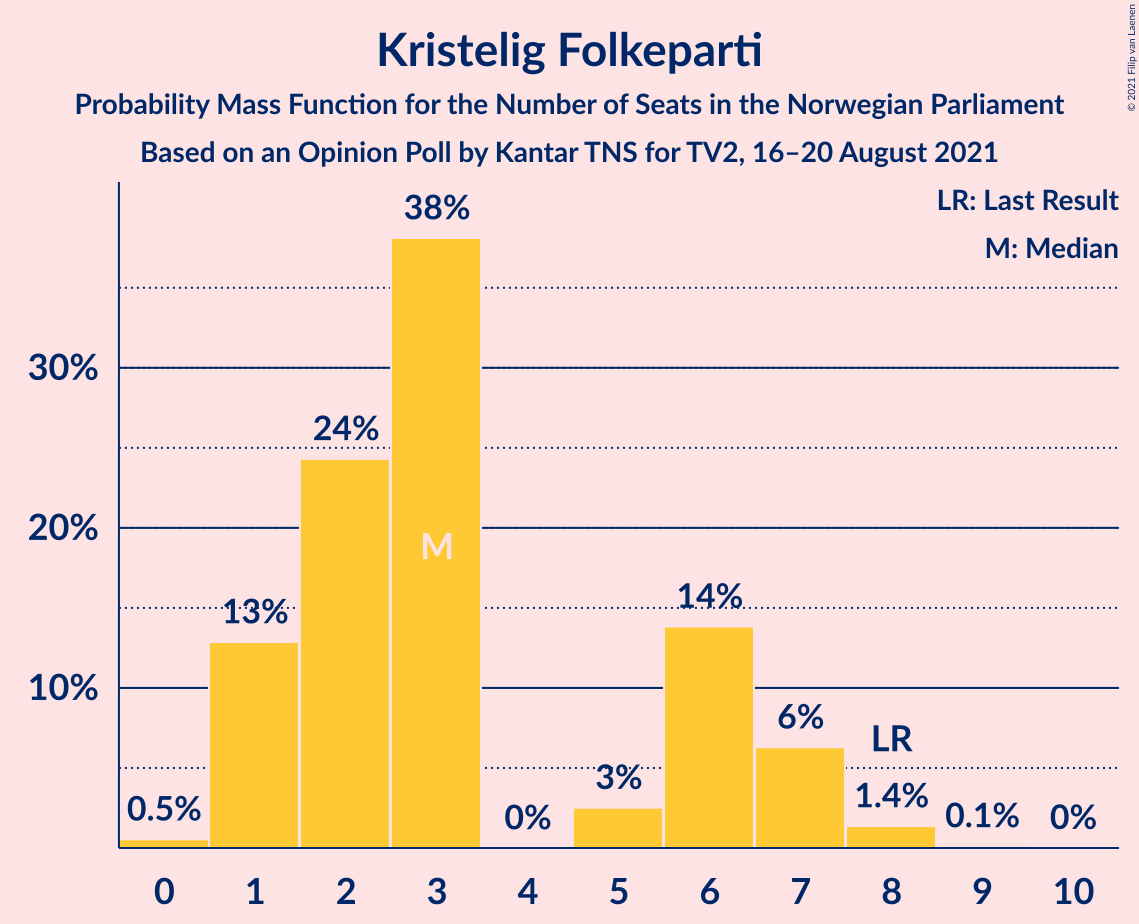 Kristelig Folkeparti
Probability Mass Function for the Number of Seats in the Norwegian Parliament
Based on an Opinion Poll by Kantar TNS for TV2, 16–20 August 2021
© 2021 Filip van Laenen
LR: Last Result
M: Median
38%
30%
24%
20%
M
14%
13%
10%
6%
LR
3%
1.4%
0.5%
0%
0.1%
0%
0 1 2 3 4 5 6 7 8 9 10